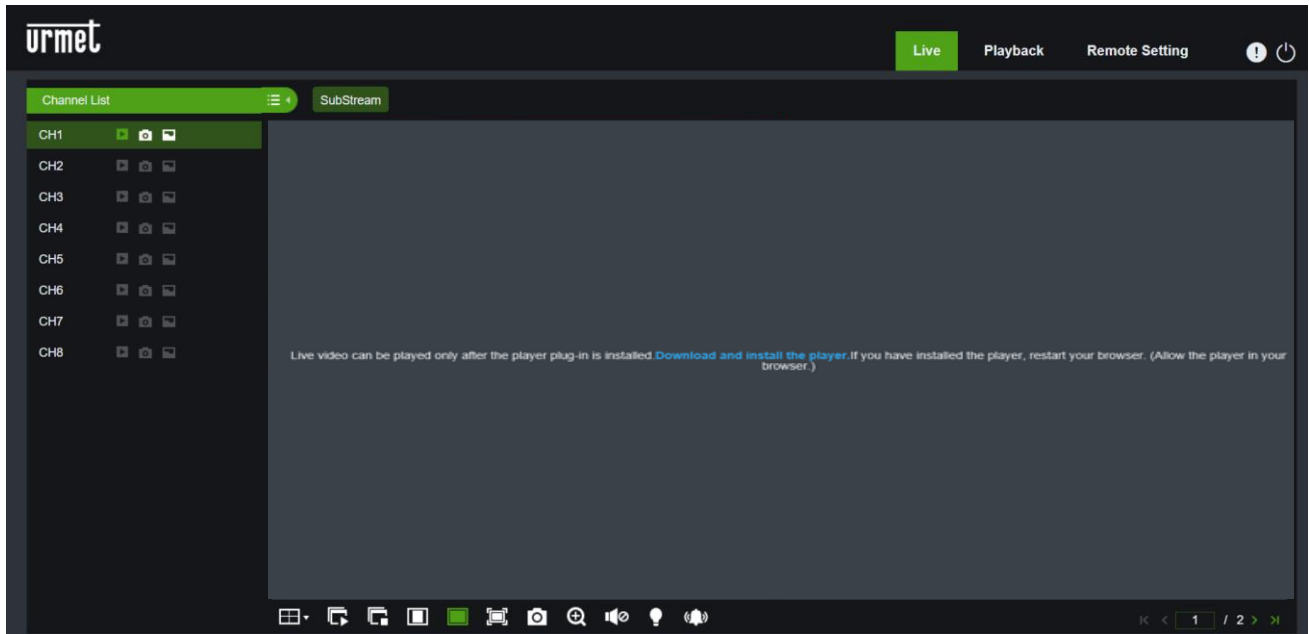 urmet
Live Playback Remote Setting
Channel List SubStream
CH1
CH2
CH3
CH4
CH5
CH6
CH7
CH8
Live video can be played only after the player plug-in is installed.Download and install the player.If you have installed the player, restart your browser. (Allow the player in your
browser.)
1 / 2